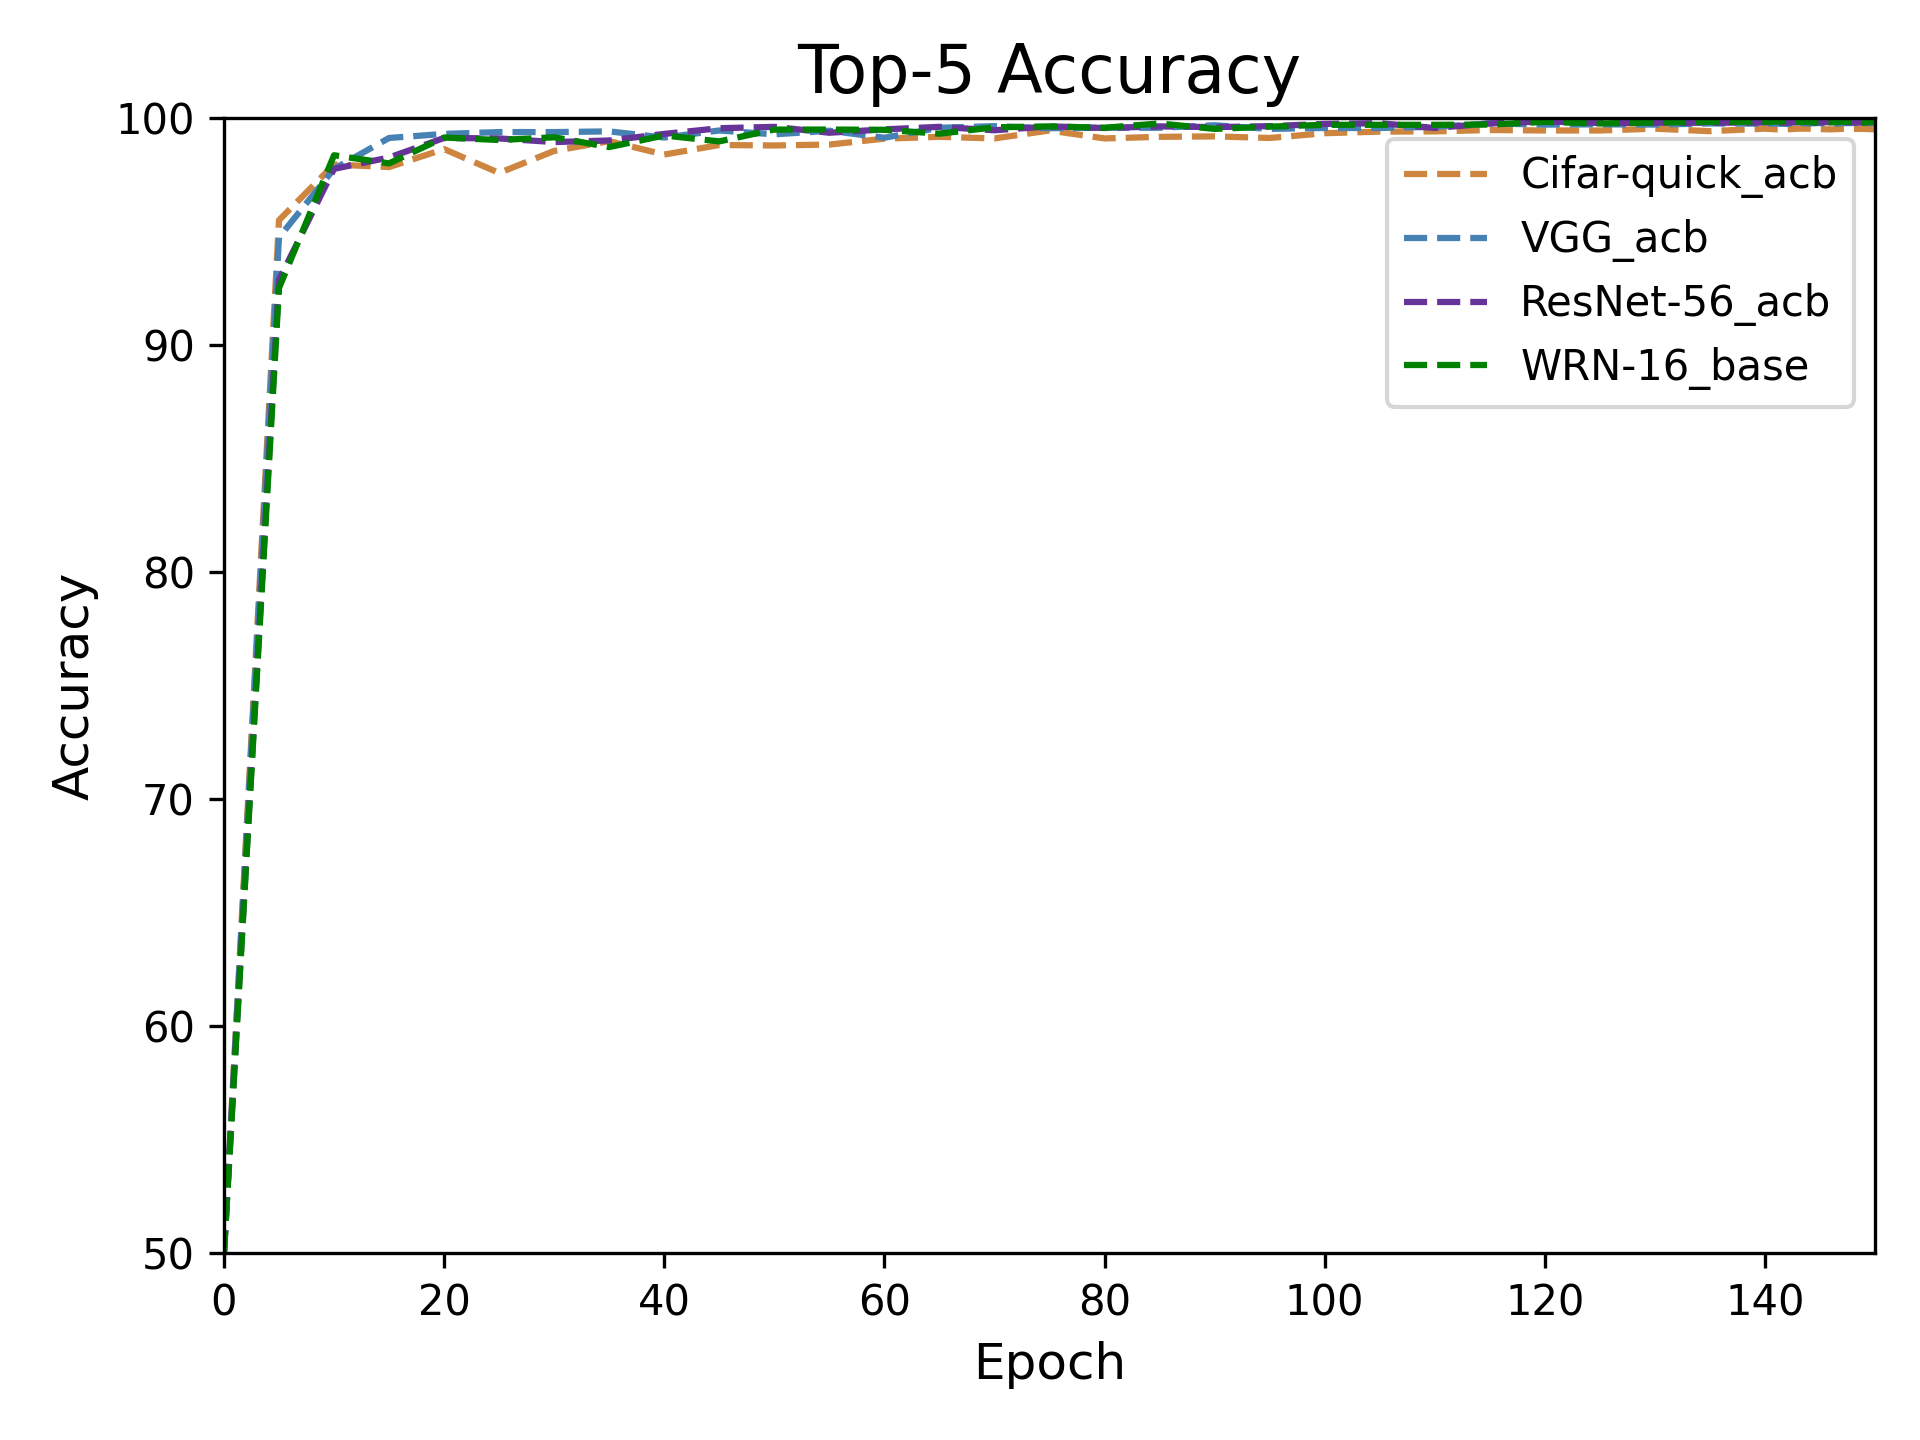 Top-5 Accuracy
100
90
80
70
60
50
Accuracy
0 20 40 60 80 100 120 140
Epoch
Cifar-quick_acb
VGG_acb
ResNet-56_acb
WRN-16_base